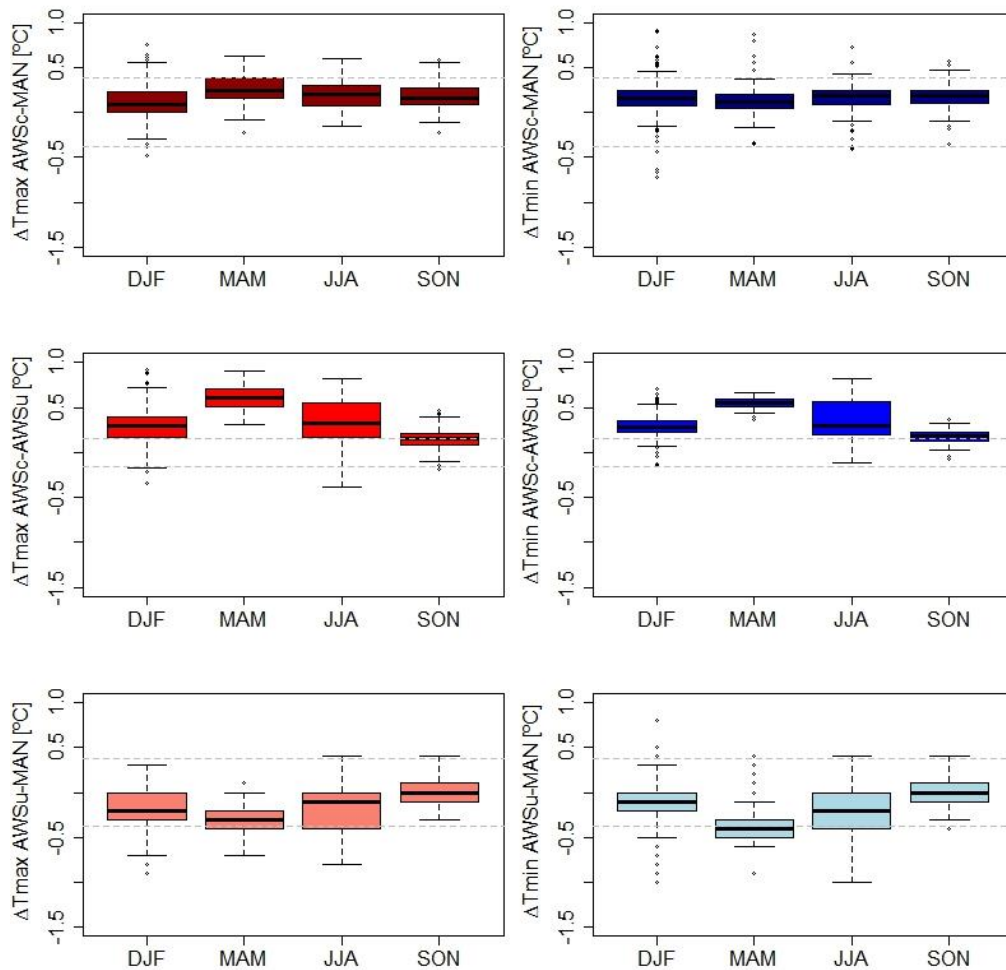 ΔTmax AWSc-MAN [ºC]
1.0
0.5
-0.5
-1.5
DJF MAM JJA SON
ΔTmin AWSc-MAN [ºC]
1.0
0.5
-0.5
-1.5
DJF MAM JJA SON
ΔTmax AWSc-AWSu [ºC]
1.0
0.5
-0.5
-1.5
DJF MAM JJA SON
ΔTmin AWSc-AWSu [ºC]
1.0
0.5
-0.5
-1.5
DJF MAM JJA SON
ΔTmax AWSu-MAN [ºC]
1.0
0.5
-0.5
-1.5
DJF MAM JJA SON
ΔTmin AWSu-MAN [ºC]
1.0
0.5
-0.5
-1.5
DJF MAM JJA SON